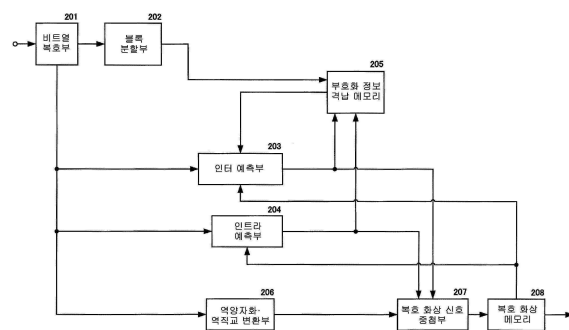 201
비트열
복호부
202
블록
분할부
205
부호화 정보
격납 메모리
203
인터 예측부
204
인트라
예측부
206
역양자화·
역직교 변환부
207
복호 화상 신호
중첩부
208
복호 화상
메모리